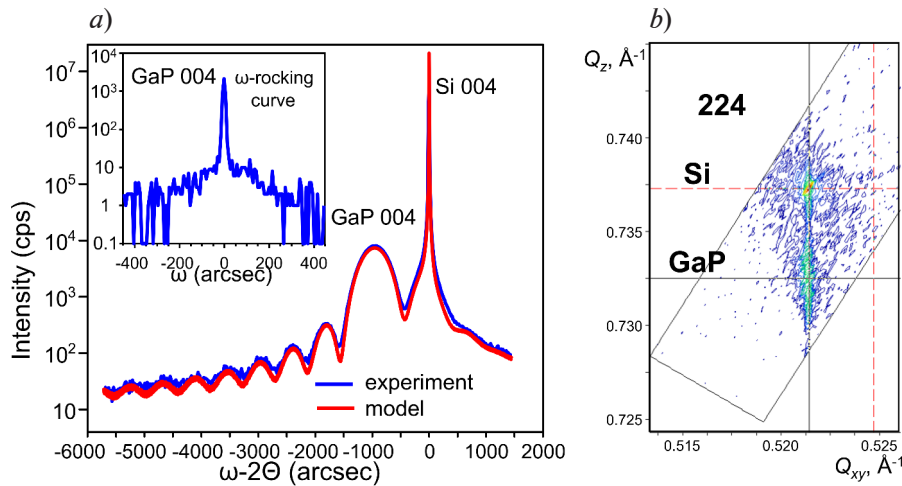 a)
b)
Intensity (cps)
10⁷
10⁶
10⁵
10⁴
10³
10²
10
-6000 -5000 -4000 -3000 -2000 -1000 0 1000 2000
ω-2Θ (arcsec)
Si 004
GaP 004
experiment
model
10⁴
10³
10²
10
1
0.1
GaP 004 ω-rocking
curve
-400 -200 0 200 400
ω (arcsec)
Qz, Å-1
224
0.740
Si
0.735
GaP
0.730
0.725
0.515 0.520 0.525
Qxy, Å-1